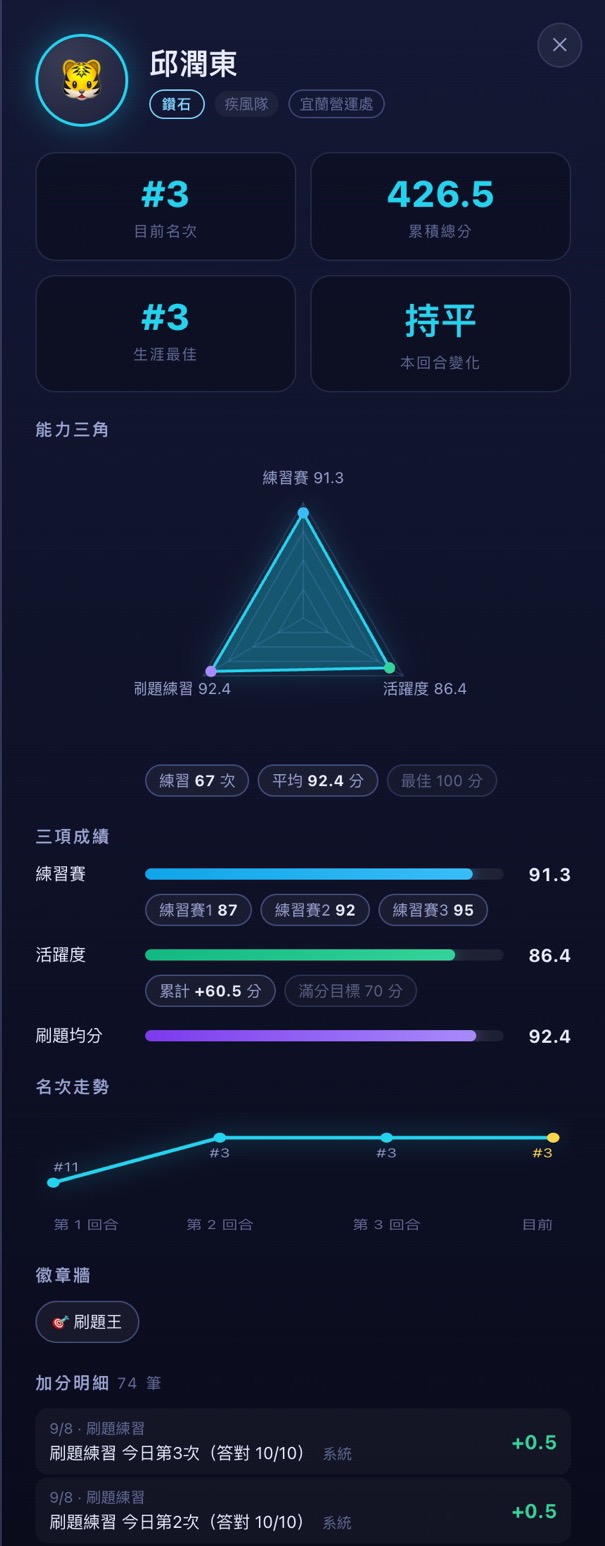 邱潤東
鑽石 疾風隊 宜蘭營運處
#3 426.5
目前名次 累積總分
#3 持平
生涯最佳 本回合變化
能力三角
練習賽 91.3
刷題練習 92.4 活躍度 86.4
練習 67 次 平均 92.4 分 最佳 100 分
三項成績
練習賽 91.3
練習賽1 87 練習賽2 92 練習賽3 95
活躍度 86.4
累計 +60.5 分 滿分目標 70 分
刷題均分 92.4
名次走勢
#11 #3 #3 #3
第 1 回合 第 2 回合 第 3 回合 目前
徽章牆
刷題王
加分明細 74 筆
9/8 · 刷題練習
刷題練習 今日第3次（答對 10/10） 系統 +0.5
9/8 · 刷題練習
刷題練習 今日第2次（答對 10/10） 系統 +0.5